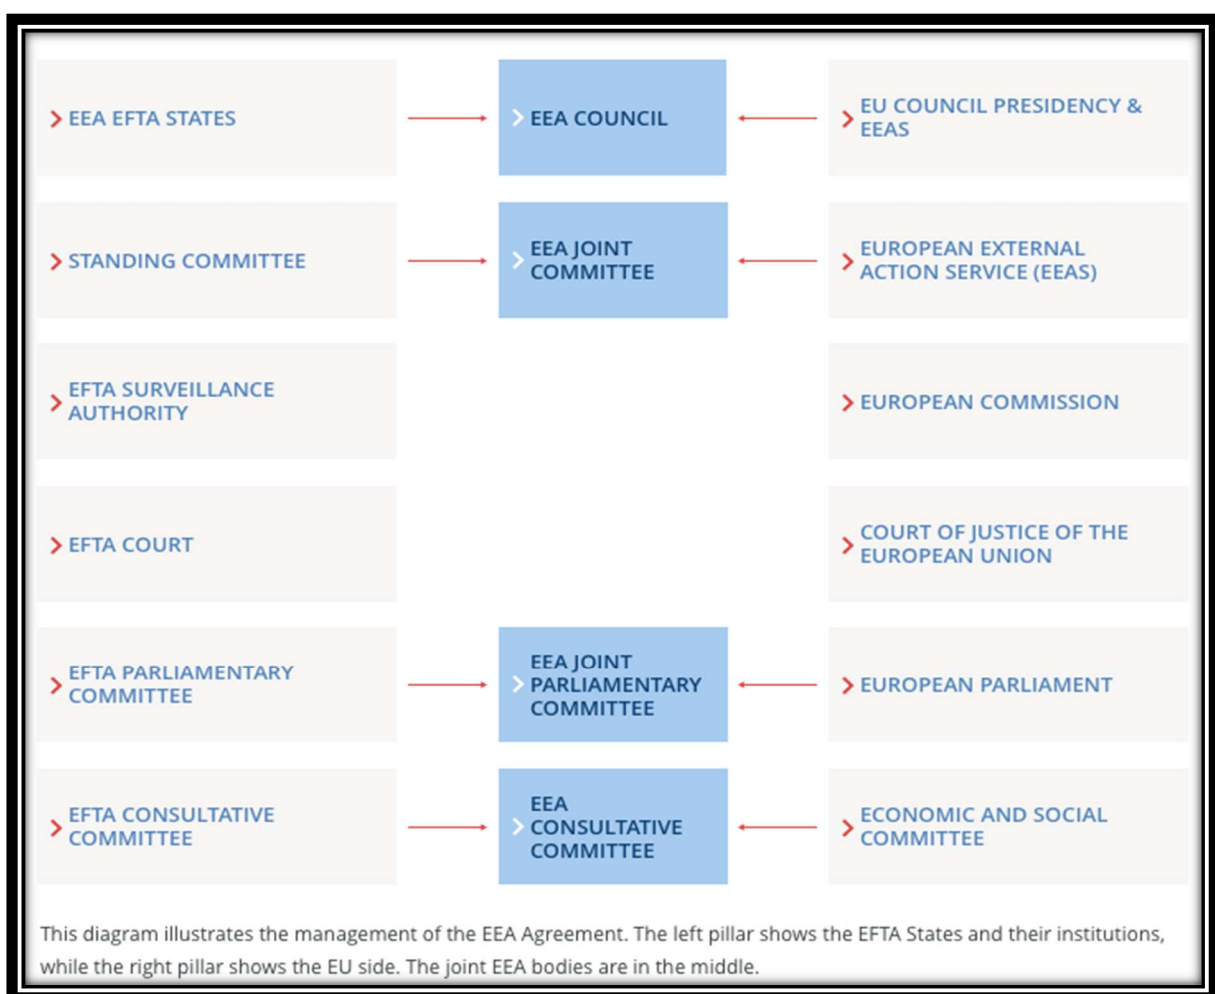 EEA EFTA STATES
EEA COUNCIL
EU COUNCIL PRESIDENCY &
EEAS
STANDING COMMITTEE
EEA JOINT
COMMITTEE
EUROPEAN EXTERNAL
ACTION SERVICE (EEAS)
EFTA SURVEILLANCE
AUTHORITY
EUROPEAN COMMISSION
EFTA COURT
COURT OF JUSTICE OF THE
EUROPEAN UNION
EFTA PARLIAMENTARY
COMMITTEE
EEA JOINT
PARLIAMENTARY
COMMITTEE
EUROPEAN PARLIAMENT
EFTA CONSULTATIVE
COMMITTEE
EEA
CONSULTATIVE
COMMITTEE
ECONOMIC AND SOCIAL
COMMITTEE
This diagram illustrates the management of the EEA Agreement. The left pillar shows the EFTA States and their institutions,
while the right pillar shows the EU side. The joint EEA bodies are in the middle.